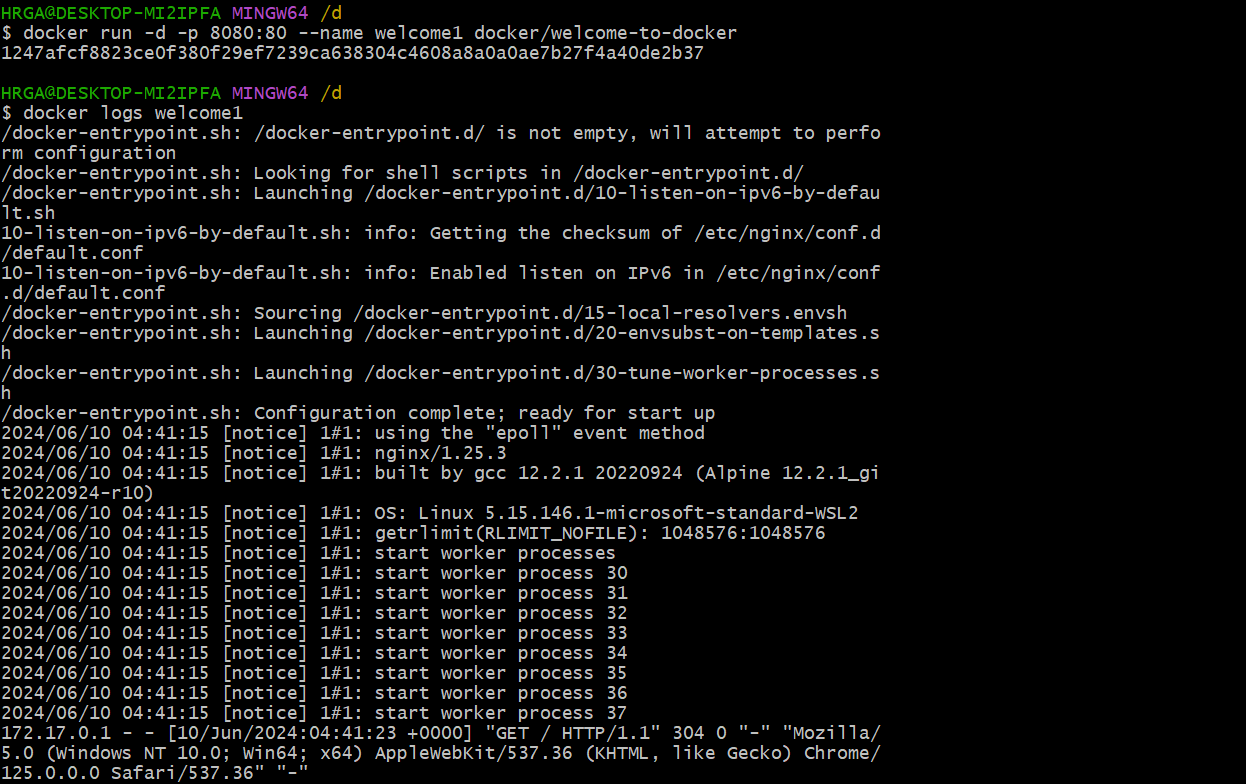 HRGA@DESKTOP-MI2IPFA MINGW64 /d
$ docker run -d -p 8080:80 --name welcome1 docker/welcome-to-docker
1247afcf8823ce0f380f29ef7239ca638304c4608a8a0a0ae7b27f4a40de2b37
HRGA@DESKTOP-MI2IPFA MINGW64 /d
$ docker logs welcome1
/docker-entrypoint.sh: /docker-entrypoint.d/ is not empty, will attempt to perfo
rm configuration
/docker-entrypoint.sh: Looking for shell scripts in /docker-entrypoint.d/
/docker-entrypoint.sh: Launching /docker-entrypoint.d/10-listen-on-ipv6-by-defau
lt.sh
10-listen-on-ipv6-by-default.sh: info: Getting the checksum of /etc/nginx/conf.d
/default.conf
10-listen-on-ipv6-by-default.sh: info: Enabled listen on IPv6 in /etc/nginx/conf
.d/default.conf
/docker-entrypoint.sh: Sourcing /docker-entrypoint.d/15-local-resolvers.envsh
/docker-entrypoint.sh: Launching /docker-entrypoint.d/20-envsubst-on-templates.s
h
/docker-entrypoint.sh: Launching /docker-entrypoint.d/30-tune-worker-processes.s
h
/docker-entrypoint.sh: Configuration complete; ready for start up
2024/06/10 04:41:15 [notice] 1#1: using the "epoll" event method
2024/06/10 04:41:15 [notice] 1#1: nginx/1.25.3
2024/06/10 04:41:15 [notice] 1#1: built by gcc 12.2.1 20220924 (Alpine 12.2.1_gi
t20220924-r10)
2024/06/10 04:41:15 [notice] 1#1: OS: Linux 5.15.146.1-microsoft-standard-WSL2
2024/06/10 04:41:15 [notice] 1#1: getrlimit(RLIMIT_NOFILE): 1048576:1048576
2024/06/10 04:41:15 [notice] 1#1: start worker processes
2024/06/10 04:41:15 [notice] 1#1: start worker process 30
2024/06/10 04:41:15 [notice] 1#1: start worker process 31
2024/06/10 04:41:15 [notice] 1#1: start worker process 32
2024/06/10 04:41:15 [notice] 1#1: start worker process 33
2024/06/10 04:41:15 [notice] 1#1: start worker process 34
2024/06/10 04:41:15 [notice] 1#1: start worker process 35
2024/06/10 04:41:15 [notice] 1#1: start worker process 36
2024/06/10 04:41:15 [notice] 1#1: start worker process 37
172.17.0.1 - - [10/Jun/2024:04:41:23 +0000] "GET / HTTP/1.1" 304 0 "-" "Mozilla/
5.0 (Windows NT 10.0; Win64; x64) AppleWebKit/537.36 (KHTML, like Gecko) Chrome/
125.0.0.0 Safari/537.36" "-"